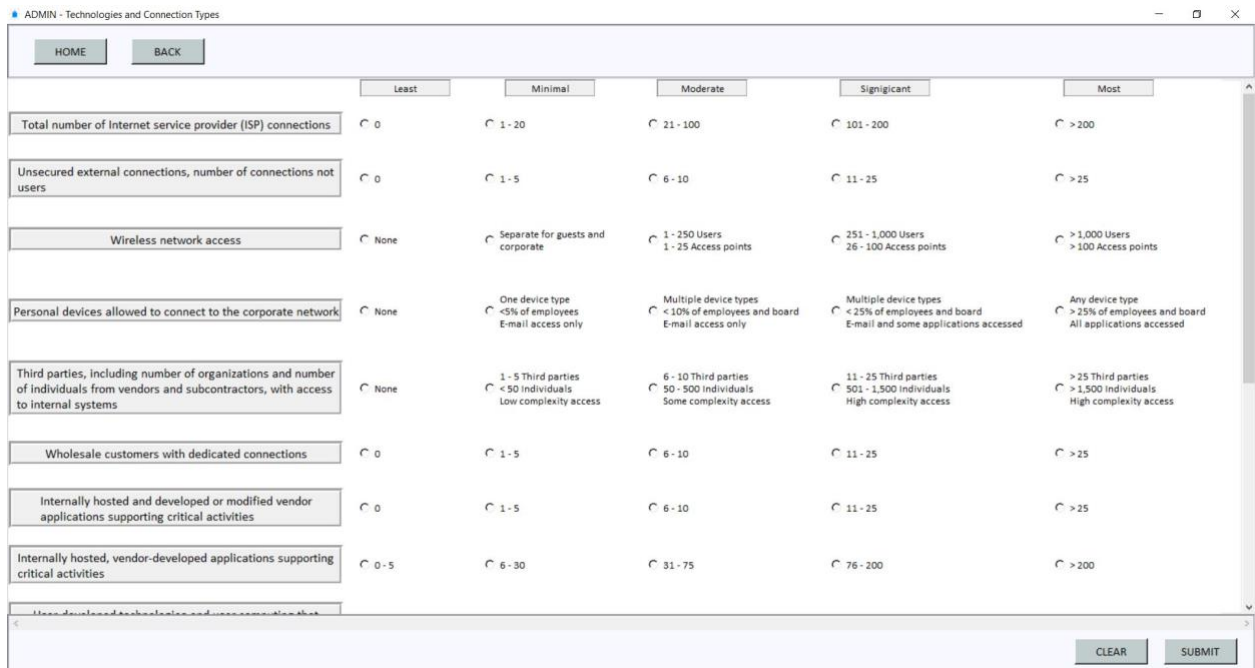 ADMIN - Technologies and Connection Types
HOME BACK
Least Minimal Moderate Signigicant Most
Total number of Internet service provider (ISP) connections 0 1 - 20 21 - 100 101 - 200 > 200
Unsecured external connections, number of connections not
users
0 1 - 5 6 - 10 11 - 25 > 25
Wireless network access
None
Separate for guests and
corporate
1 - 250 Users
1 - 25 Access points
251 - 1,000 Users
26 - 100 Access points
> 1,000 Users
> 100 Access points
Personal devices allowed to connect to the corporate network
None
One device type
<5% of employees
E-mail access only
Multiple device types
< 10% of employees and board
E-mail access only
Multiple device types
< 25% of employees and board
E-mail and some applications accessed
Any device type
> 25% of employees and board
All applications accessed
Third parties, including number of organizations and number
of individuals from vendors and subcontractors, with access
to internal systems
None
1 - 5 Third parties
< 50 Individuals
Low complexity access
6 - 10 Third parties
50 - 500 Individuals
Some complexity access
11 - 25 Third parties
501 - 1,500 Individuals
High complexity access
> 25 Third parties
> 1,500 Individuals
High complexity access
Wholesale customers with dedicated connections 0 1 - 5 6 - 10 11 - 25 > 25
Internally hosted and developed or modified vendor
applications supporting critical activities
0 1 - 5 6 - 10 11 - 25 > 25
Internally hosted, vendor-developed applications supporting
critical activities
0 - 5 6 - 30 31 - 75 76 - 200 > 200
User developed technologies and user computing that
CLEAR SUBMIT